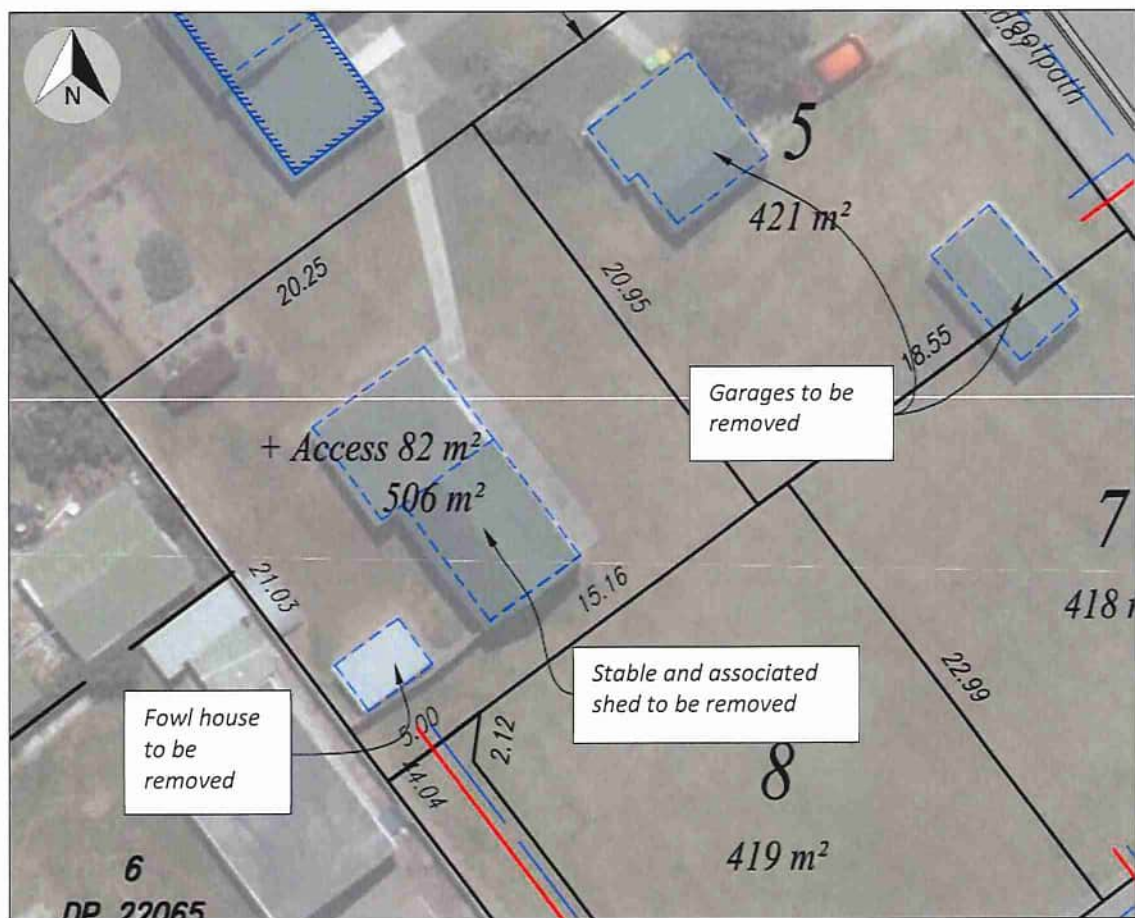 N
5
421 m²
Footpath
20.25
20.95
18.55
Garages to be
removed
+ Access 82 m²
506 m²
7
418 m
21.03
15.16
22.99
Stable and associated
shed to be removed
Fowl house
to be
removed
5.00
2.12
14.04
8
419 m²
6
DP 22065